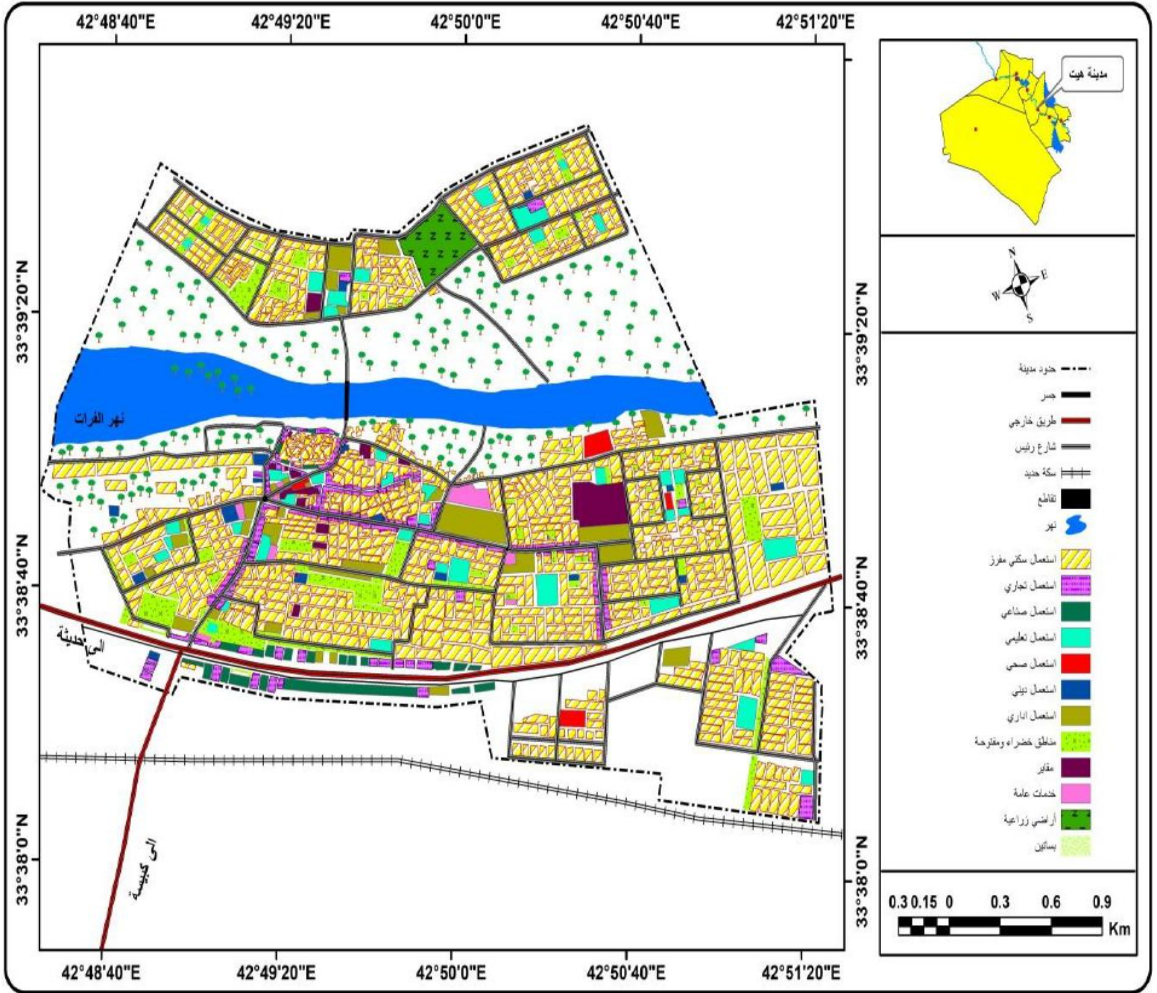 42°48'40"E 42°49'20"E 42°50'0"E 42°50'40"E 42°51'20"E
مدينة هيت
N
E
W
S
33°39'20"N
33°39'20"N
نهر الفرات
33°38'40"N
33°38'40"N
الى حديثة
الى كبيسة
33°38'0"N
33°38'0"N
حدود مدينة
جسر
طريق خارجي
شارع رئيس
سكة حديد
تقاطع
نهر
استعمال سكني مفرز
استعمال تجاري
استعمال صناعي
استعمال تعليمي
استعمال صحي
استعمال ديني
استعمال اداري
مناطق خضراء ومفتوحة
مقابر
خدمات عامة
أراضي زراعية
بساتين
0.3 0.15 0 0.3 0.6 0.9
Km
42°48'40"E 42°49'20"E 42°50'0"E 42°50'40"E 42°51'20"E